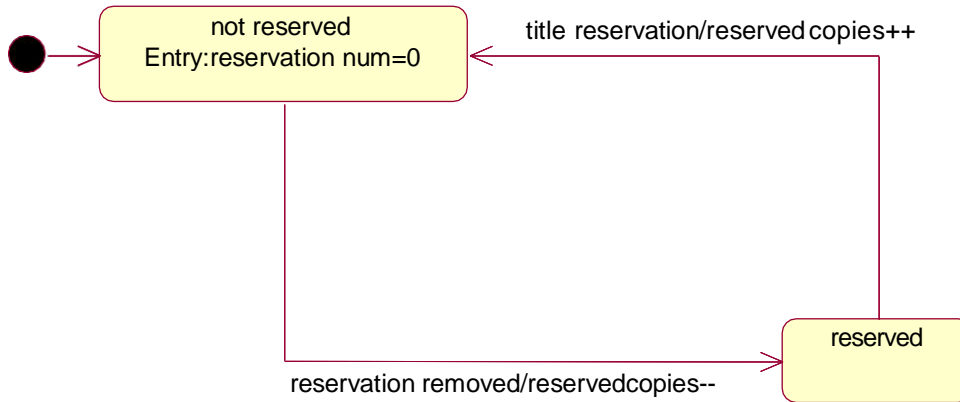 not reserved
Entry:reservation num=0
title reservation/reserved copies++
reserved
reservation removed/reservedcopies--